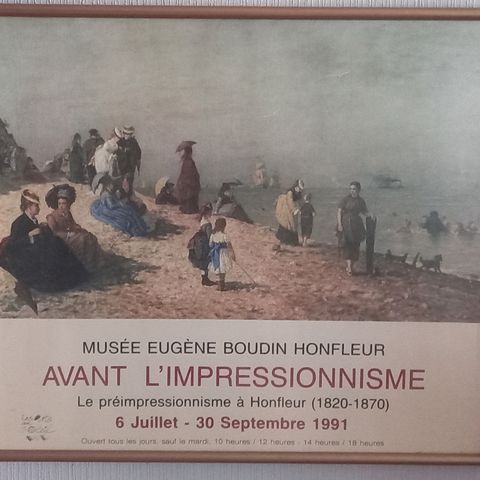 MUSÉE EUGÈNE BOUDIN HONFLEUR
AVANT L'IMPRESSIONNISME
Le préimpressionnisme à Honfleur (1820-1870)
6 Juillet - 30 Septembre 1991
Ouvert tous les jours, sauf le mardi, 10 heures / 12 heures - 14 heures / 18 heures